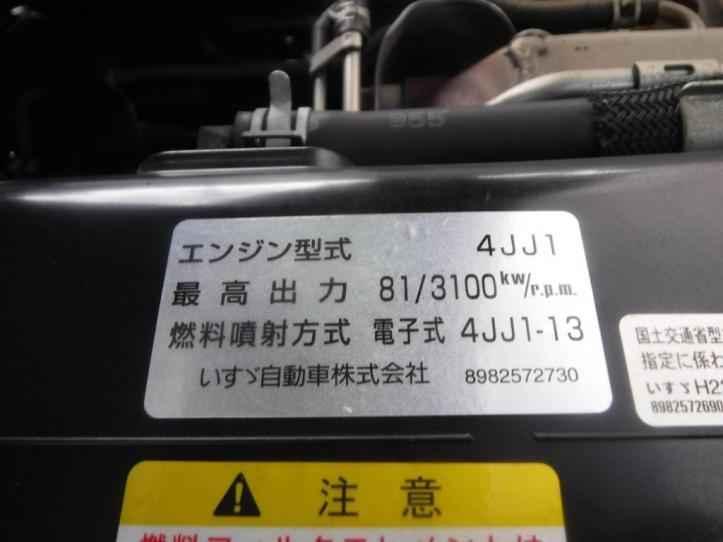 955
エンジン型式 4JJ1
最高出力 81/3100kw/r.p.m.
燃料噴射方式 電子式 4JJ1-13
いすゞ自動車株式会社 8982572730
国土交通省型
指定に係わ
いすゞH2
8982572690
注意